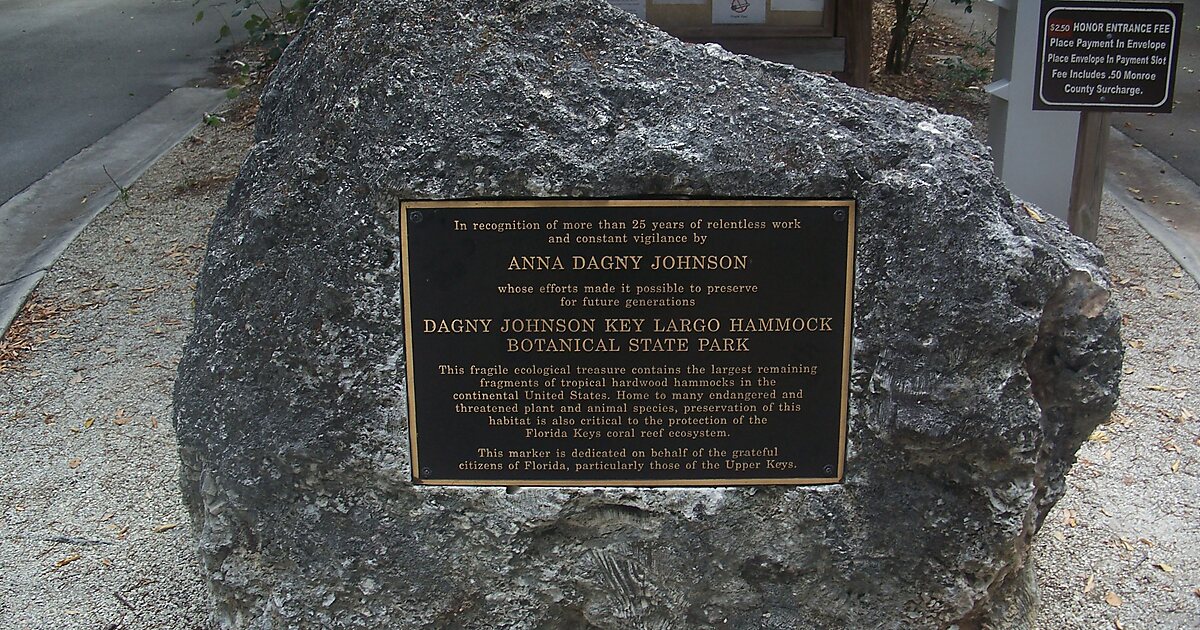 In recognition of more than 25 years of relentless work
and constant vigilance by
ANNA DAGNY JOHNSON
whose efforts made it possible to preserve
for future generations
DAGNY JOHNSON KEY LARGO HAMMOCK
BOTANICAL STATE PARK
This fragile ecological treasure contains the largest remaining
fragments of tropical hardwood hammocks in the
continental United States. Home to many endangered and
threatened plant and animal species, preservation of this
habitat is also critical to the protection of the
Florida Keys coral reef ecosystem.
This marker is dedicated on behalf of the grateful
citizens of Florida, particularly those of the Upper Keys.
$2.50 HONOR ENTRANCE FEE
Place Payment In Envelope
Place Envelope In Payment Slot
Fee Includes .50 Monroe
County Surcharge.